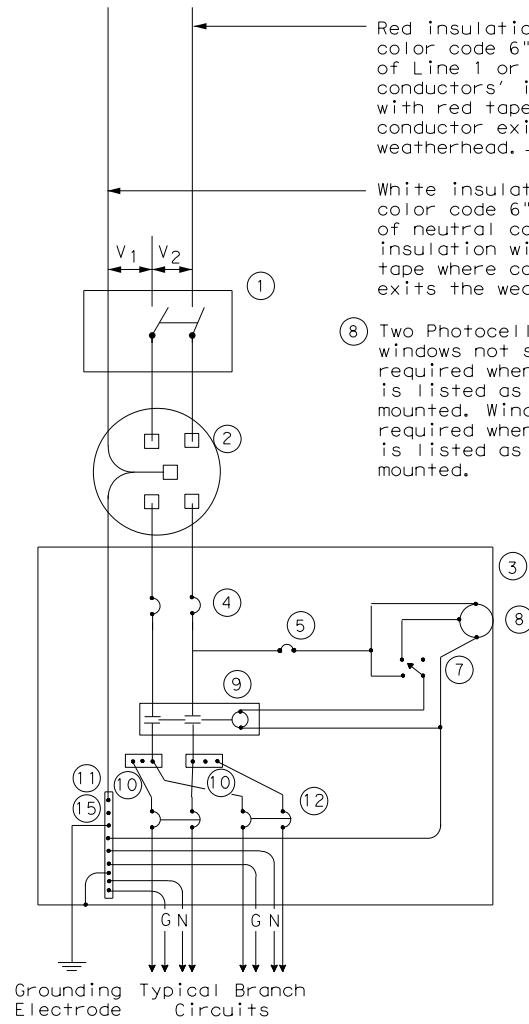 Red insulatio
color code 6"
of Line 1 or
conductors' i
with red tape
conductor exi
weatherhead.
White insulat
color code 6"
of neutral co
insulation wi
tape where co
exits the wea
V1 V2
1
8 Two Photocell
windows not s
required when
is listed as
mounted. Wind
required when
is listed as
mounted.
2
3
4
5
8
7
9
11 10 10
15 12
G N G N
Grounding Typical Branch
Electrode Circuits